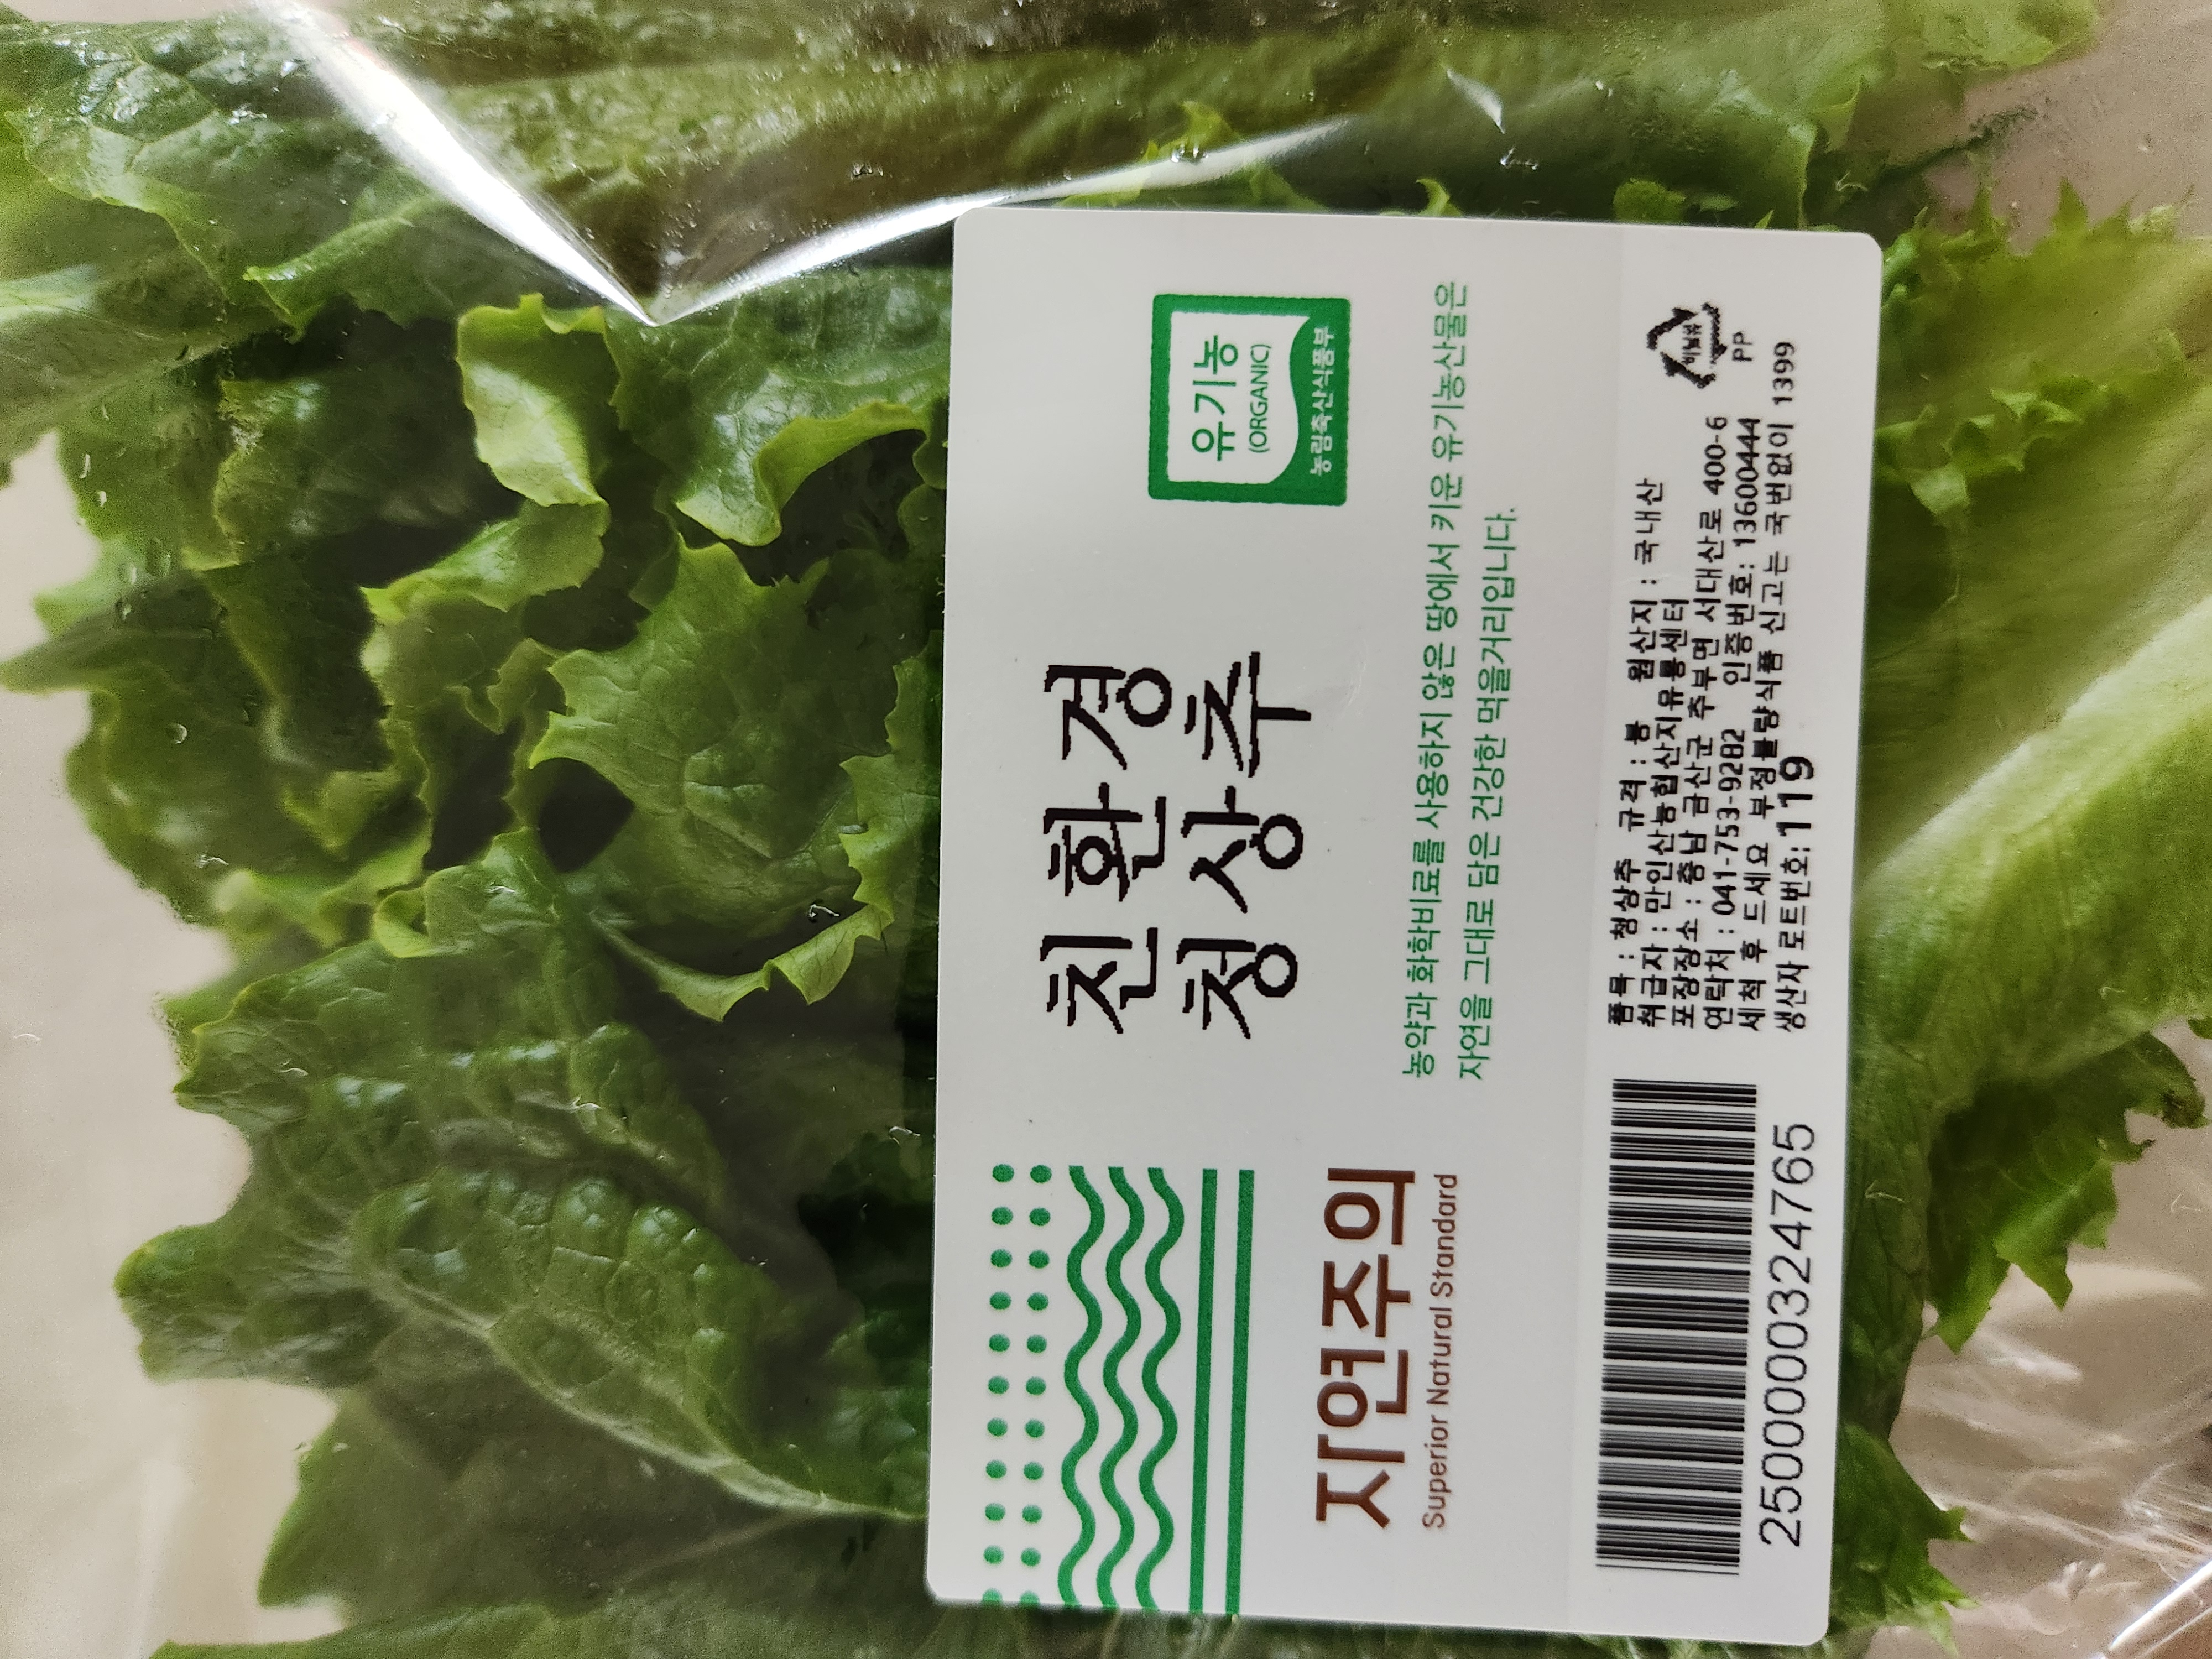 자연주의
Superior Natural Standard
친환경
청상추
유기농
(ORGANIC)
농림축산식품부
농약과 화학비료를 사용하지 않은 땅에서 키운 유기농산물은
자연을 그대로 담은 건강한 먹을거리입니다.
2500000324765
품목 : 청상추 규격 : 봉 원산지 : 국내산
취급자 : 만인산농협산지유통센터
포장장소 : 충남 금산군 추부면 서대산로 400-6
연락처 : 041-753-9282 인증번호: 13600444
세척 후 드세요 부정불량식품 신고는 국번없이 1399
생산자 로트번호: 119
비닐류
PP